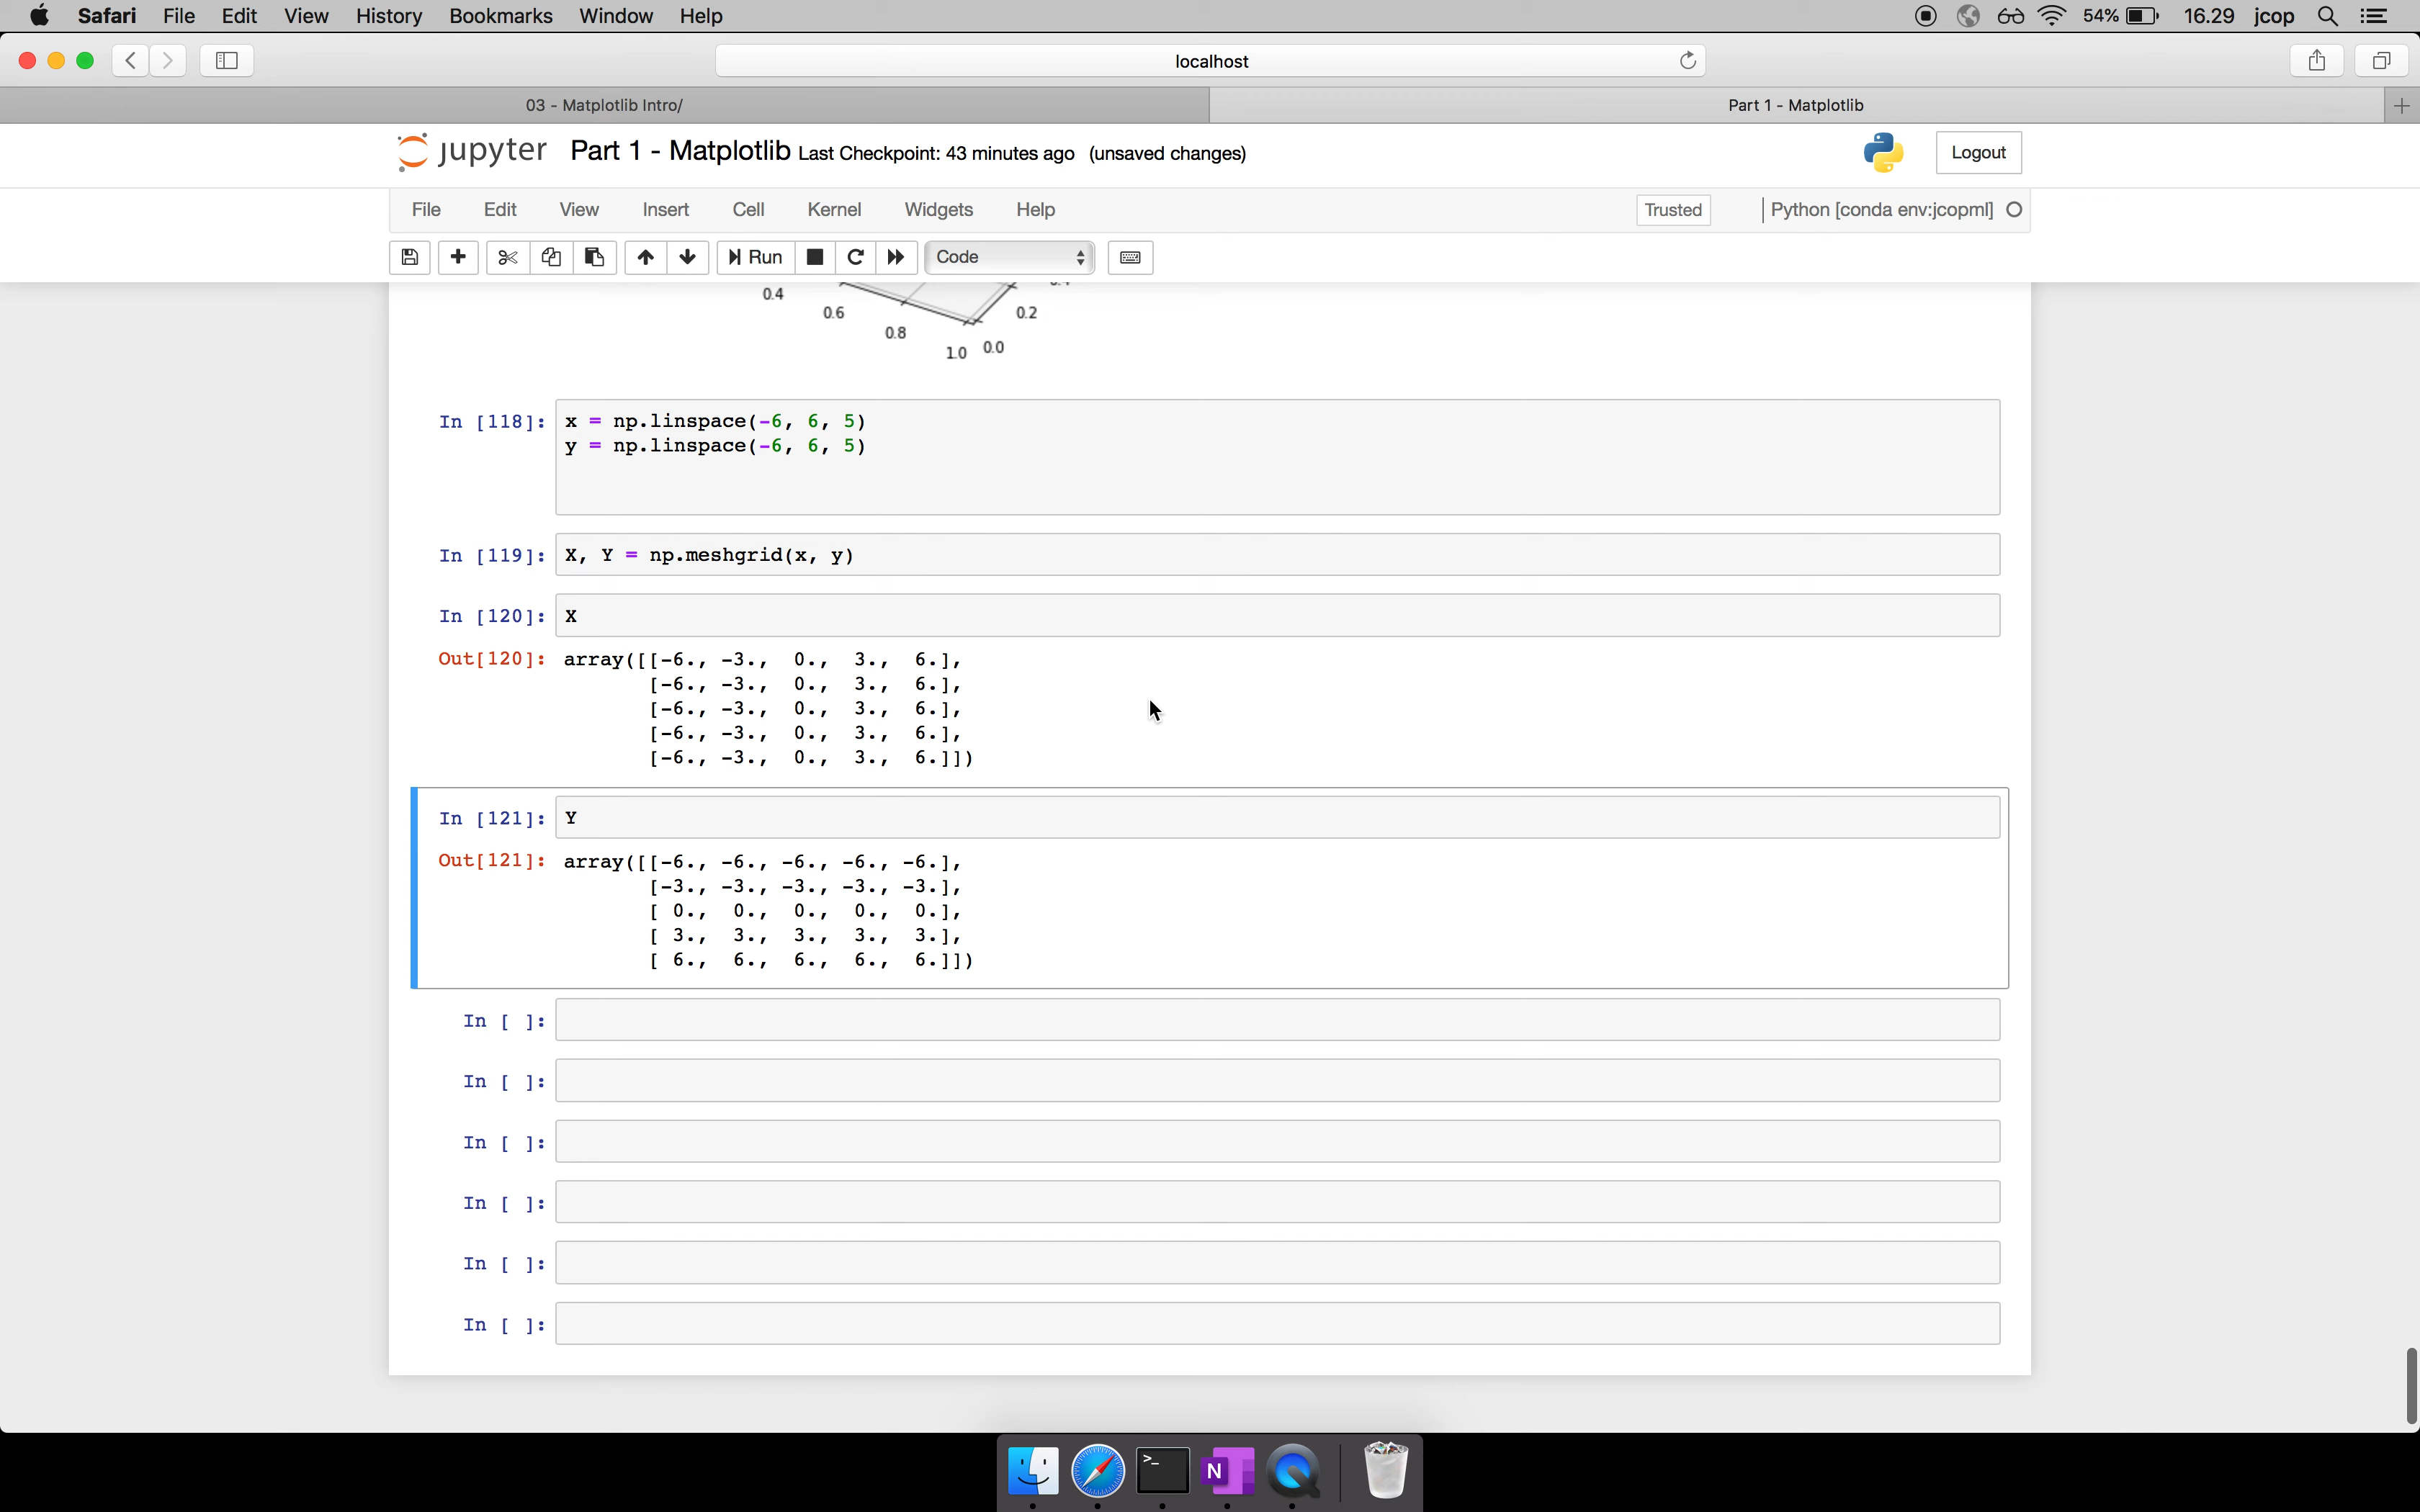 Safari File Edit View History Bookmarks Window Help 54% 16.29 jcop
localhost
03 - Matplotlib Intro/ Part 1 - Matplotlib
jupyter Part 1 - Matplotlib Last Checkpoint: 43 minutes ago (unsaved changes) Logout
File Edit View Insert Cell Kernel Widgets Help Trusted Python [conda env:jcopml]
Run Code
0.4
0.6 0.2
0.8
1.0 0.0
In [118]: x = np.linspace(-6, 6, 5)
y = np.linspace(-6, 6, 5)
In [119]: X, Y = np.meshgrid(x, y)
In [120]: X
Out[120]: array([[-6., -3., 0., 3., 6.],
[-6., -3., 0., 3., 6.],
[-6., -3., 0., 3., 6.],
[-6., -3., 0., 3., 6.],
[-6., -3., 0., 3., 6.]])
In [121]: Y
Out[121]: array([[-6., -6., -6., -6., -6.],
[-3., -3., -3., -3., -3.],
[ 0., 0., 0., 0., 0.],
[ 3., 3., 3., 3., 3.],
[ 6., 6., 6., 6., 6.]])
In [ ]:
In [ ]:
In [ ]:
In [ ]:
In [ ]:
In [ ]:
>_ N